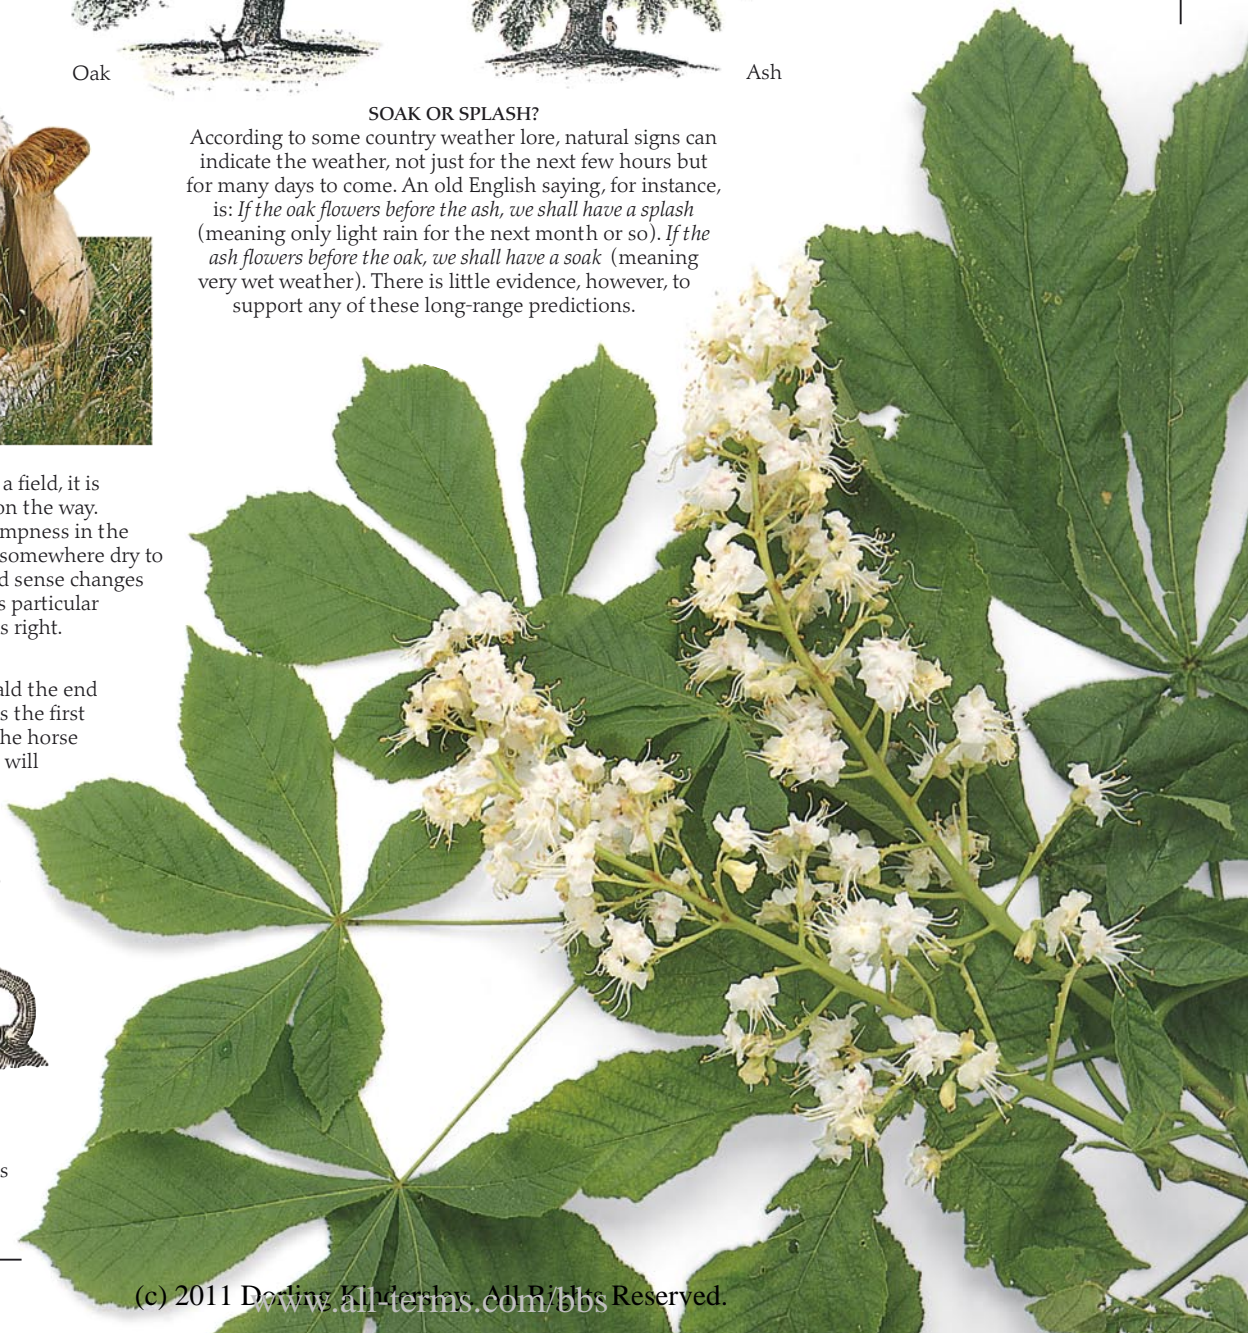 Oak
Ash
SOAK OR SPLASH?
According to some country weather lore, natural signs can
indicate the weather, not just for the next few hours but
for many days to come. An old English saying, for instance,
is: If the oak flowers before the ash, we shall have a splash
(meaning only light rain for the next month or so). If the
ash flowers before the oak, we shall have a soak (meaning
very wet weather). There is little evidence, however, to
support any of these long-range predictions.
a field, it is
on the way.
mpness in the
somewhere dry to
d sense changes
s particular
s right.
ald the end
s the first
he horse
will
s
(c) 2011 Dorling Kindersley. All Rights Reserved.
www.all-terms.com/bbs